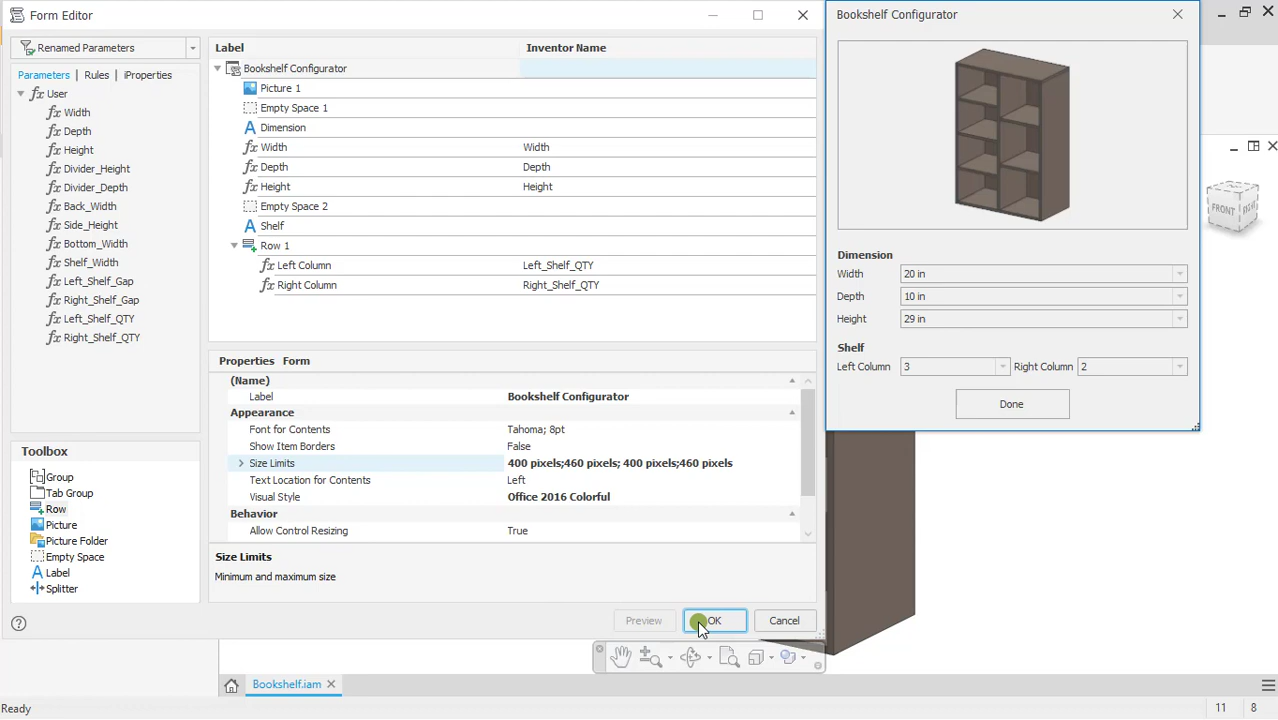 Form Editor
Renamed Parameters
Parameters Rules iProperties
User
Width
Depth
Height
Divider_Height
Divider_Depth
Back_Width
Side_Height
Bottom_Width
Shelf_Width
Left_Shelf_Gap
Right_Shelf_Gap
Left_Shelf_QTY
Right_Shelf_QTY
Toolbox
Group
Tab Group
Row
Picture
Picture Folder
Empty Space
Label
Splitter
Label Inventor Name
Bookshelf Configurator
Picture 1
Empty Space 1
Dimension
Width Width
Depth Depth
Height Height
Empty Space 2
Shelf
Row 1
Left Column Left_Shelf_QTY
Right Column Right_Shelf_QTY
Properties Form
(Name)
Label Bookshelf Configurator
Appearance
Font for Contents Tahoma; 8pt
Show Item Borders False
Size Limits 400 pixels;460 pixels; 400 pixels;460 pixels
Text Location for Contents Left
Visual Style Office 2016 Colorful
Behavior
Allow Control Resizing True
Size Limits
Minimum and maximum size
Preview OK Cancel
Bookshelf Configurator
Dimension
Width 20 in
Depth 10 in
Height 29 in
Shelf
Left Column 3 Right Column 2
Done
FRONT
Bookshelf.iam
Ready 11 8